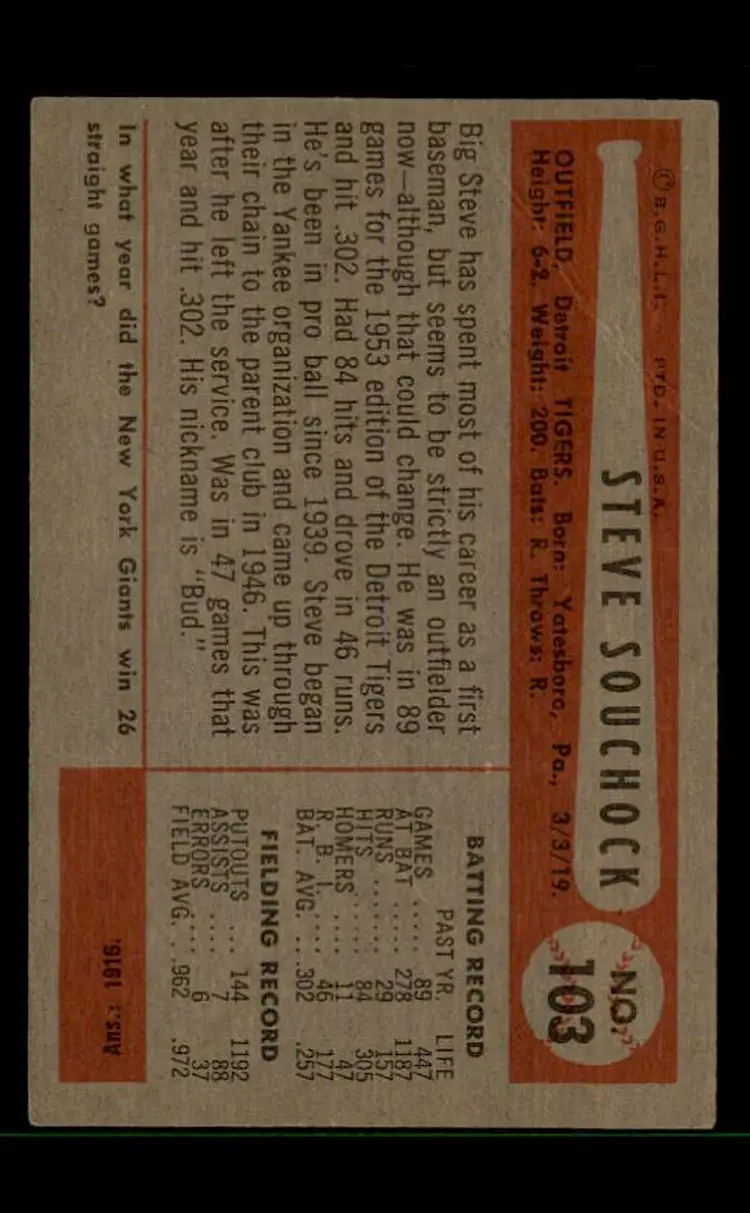 © B.G.H.L.I. PTD. IN U.S.A.
STEVE SOUCHOCK
NO.
103
OUTFIELD, Detroit TIGERS. Born: Yatesboro, Pa., 3/3/19.
Height: 6-2. Weight: 200. Bats: R. Throws: R.
Big Steve has spent most of his career as a first
baseman, but seems to be strictly an outfielder
now—although that could change. He was in 89
games for the 1953 edition of the Detroit Tigers
and hit .302. Had 84 hits and drove in 46 runs.
He's been in pro ball since 1939. Steve began
in the Yankee organization and came up through
their chain to the parent club in 1946. This was
after he left the service. Was in 47 games that
year and hit .302. His nickname is "Bud."
BATTING RECORD
PAST YR. LIFE
GAMES ..... 89 447
AT BAT ..... 278 1187
RUNS ....... 29 157
HITS ...... 84 305
HOMERS .... 11 47
R. B. I. .... 46 177
BAT. AVG. ... .302 .257
FIELDING RECORD
PUTOUTS ... 144 1192
ASSISTS .... 7 88
ERRORS .... 6 37
FIELD AVG. . .962 .972
In what year did the New York Giants win 26
straight games?
Ans.: 1916.